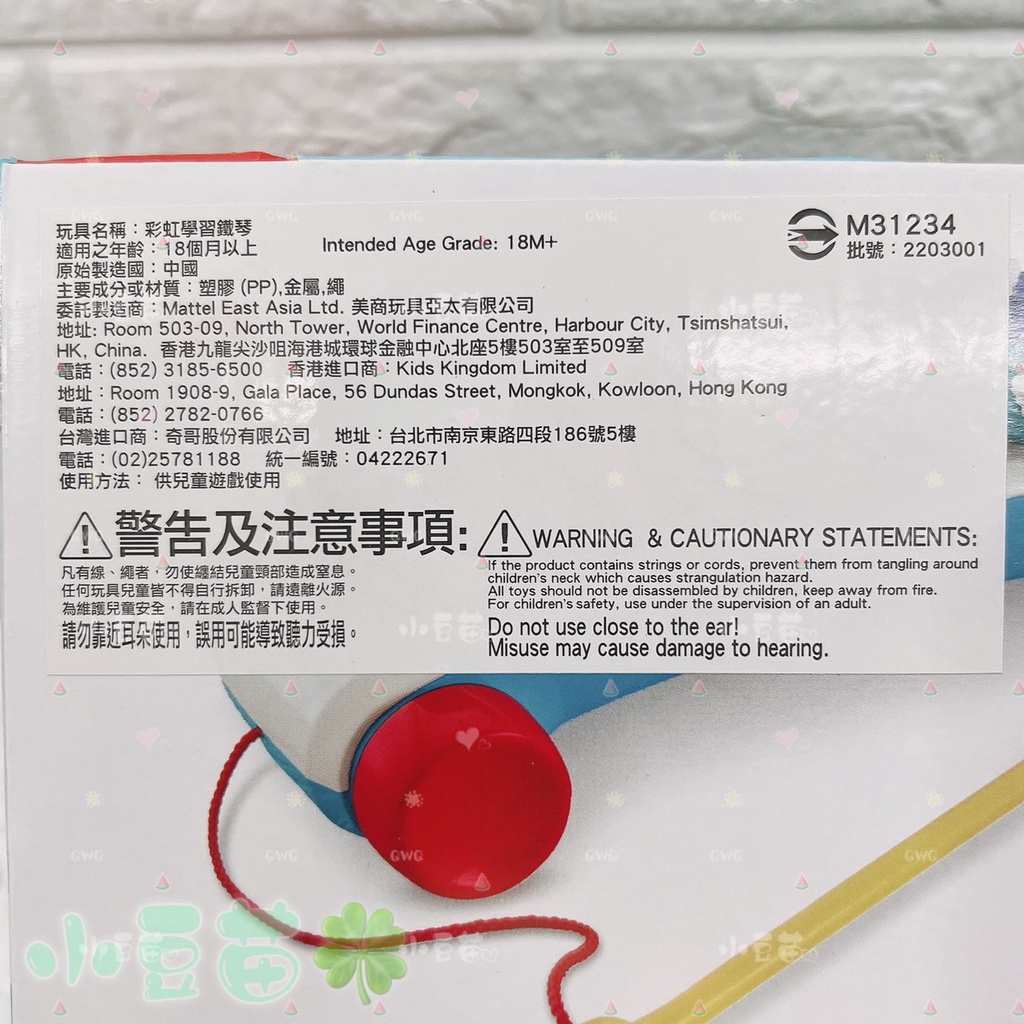 玩具名稱：彩虹學習鐵琴
適用之年齡：18個月以上 Intended Age Grade: 18M+
M31234
批號：2203001
原始製造國：中國
主要成分或材質：塑膠 (PP),金屬,繩
委託製造商：Mattel East Asia Ltd. 美商玩具亞太有限公司
地址: Room 503-09, North Tower, World Finance Centre, Harbour City, Tsimshatsui,
HK, China. 香港九龍尖沙咀海港城環球金融中心北座5樓503室至509室
電話：(852) 3185-6500 香港進口商：Kids Kingdom Limited
地址：Room 1908-9, Gala Place, 56 Dundas Street, Mongkok, Kowloon, Hong Kong
電話：(852) 2782-0766
台灣進口商：奇哥股份有限公司 地址：台北市南京東路四段186號5樓
電話：(02)25781188 統一編號：04222671
使用方法： 供兒童遊戲使用
警告及注意事項:
凡有線、繩者，勿使纏結兒童頸部造成窒息。
任何玩具兒童皆不得自行拆卸，請遠離火源。
為維護兒童安全，請在成人監督下使用。
請勿靠近耳朵使用，誤用可能導致聽力受損。
WARNING & CAUTIONARY STATEMENTS:
If the product contains strings or cords, prevent them from tangling around
children's neck which causes strangulation hazard.
All toys should not be disassembled by children, keep away from fire.
For children's safety, use under the supervision of an adult.
Do not use close to the ear!
Misuse may cause damage to hearing.
小豆苗